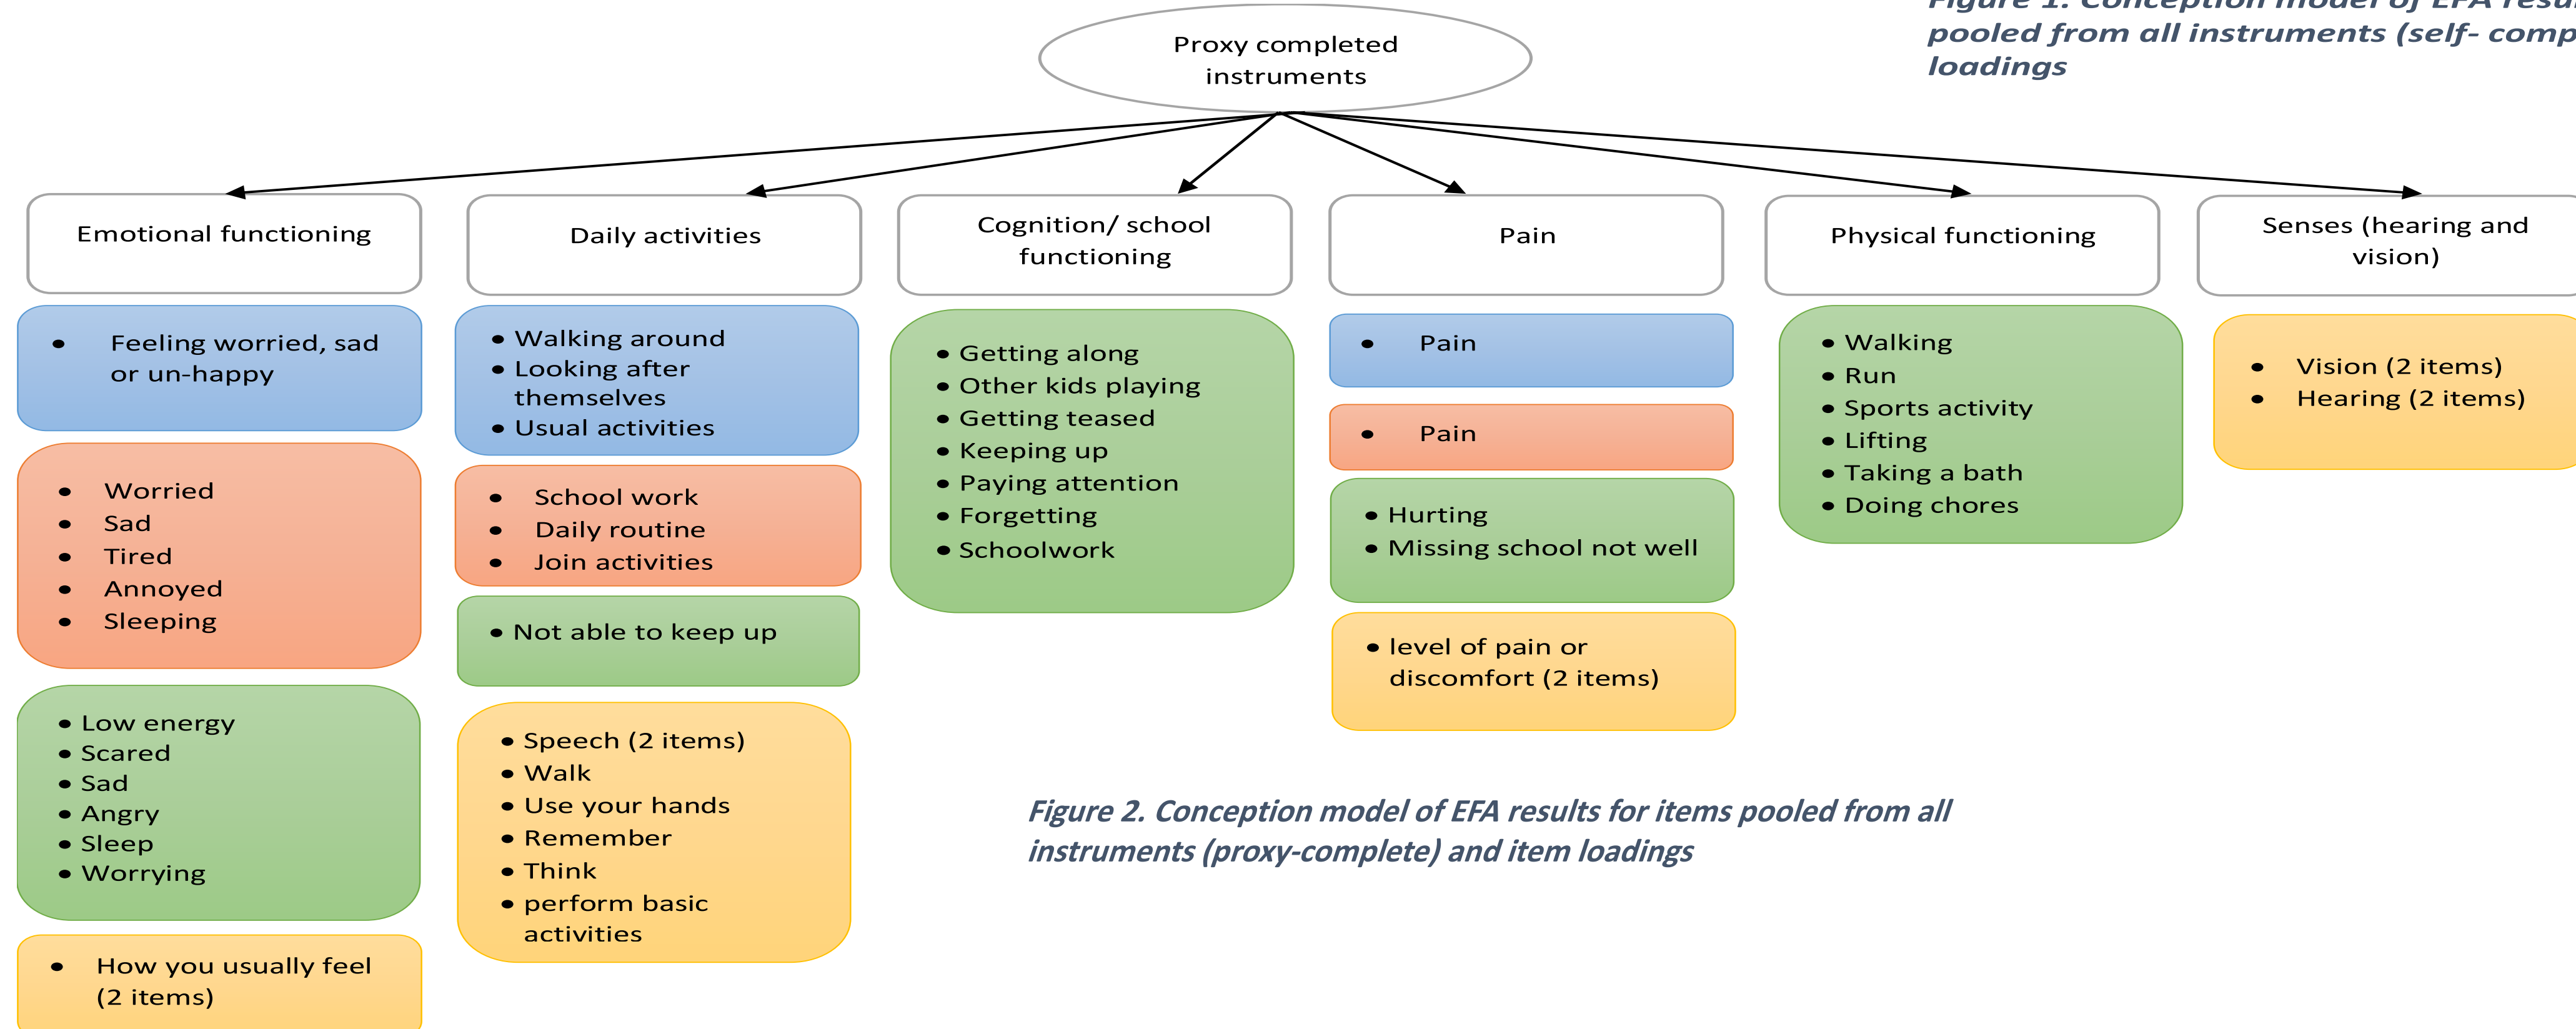 Figure 1. Conception model of EFA resul
pooled from all instruments (self- comp
loadings
Proxy completed
instruments
Emotional functioning
• Feeling worried, sad
or un-happy
• Worried
• Sad
• Tired
• Annoyed
• Sleeping
• Low energy
• Scared
• Sad
• Angry
• Sleep
• Worrying
• How you usually feel
(2 items)
Daily activities
• Walking around
• Looking after
themselves
• Usual activities
• School work
• Daily routine
• Join activities
• Not able to keep up
• Speech (2 items)
• Walk
• Use your hands
• Remember
• Think
• perform basic
activities
Cognition/ school
functioning
• Getting along
• Other kids playing
• Getting teased
• Keeping up
• Paying attention
• Forgetting
• Schoolwork
Pain
• Pain
• Pain
• Hurting
• Missing school not well
• level of pain or
discomfort (2 items)
Physical functioning
• Walking
• Run
• Sports activity
• Lifting
• Taking a bath
• Doing chores
Senses (hearing and
vision)
• Vision (2 items)
• Hearing (2 items)
Figure 2. Conception model of EFA results for items pooled from all
instruments (proxy-complete) and item loadings